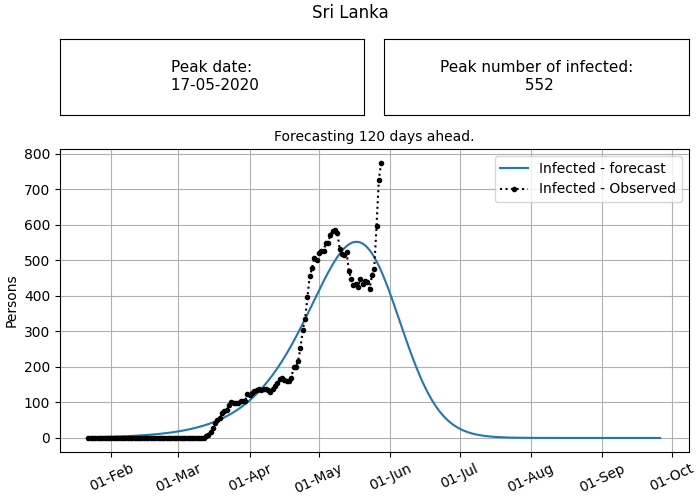 Sri Lanka
Peak date:
17-05-2020
Peak number of infected:
552
Forecasting 120 days ahead.
Infected - forecast
Infected - Observed
800
700
600
500
400
300
200
100
0
Persons
01-Feb
01-Mar
01-Apr
01-May
01-Jun
01-Jul
01-Aug
01-Sep
01-Oct